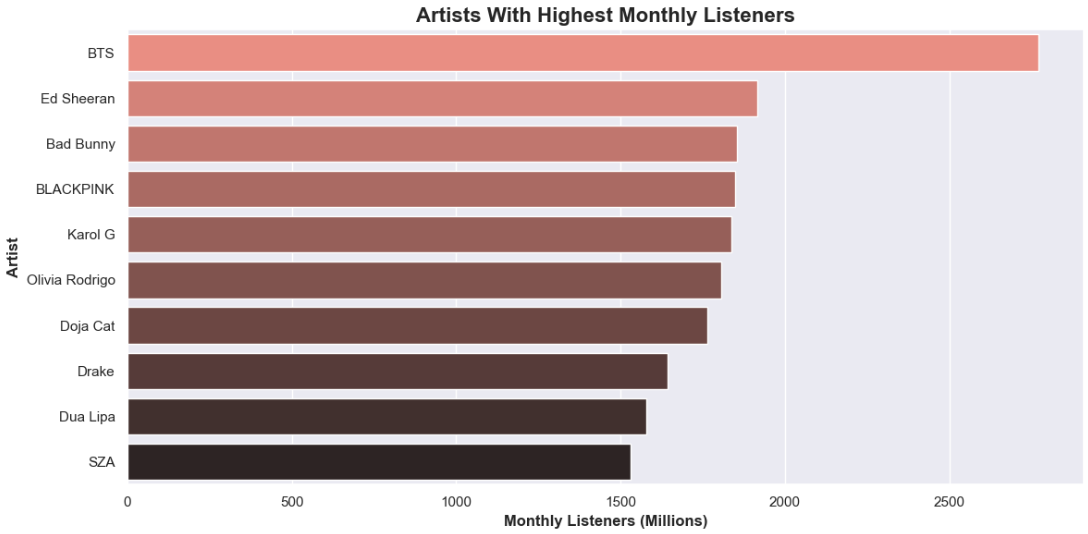 Artists With Highest Monthly Listeners
BTS
Ed Sheeran
Bad Bunny
BLACKPINK
Karol G
Olivia Rodrigo
Doja Cat
Drake
Dua Lipa
SZA
Artist
0 500 1000 1500 2000 2500
Monthly Listeners (Millions)